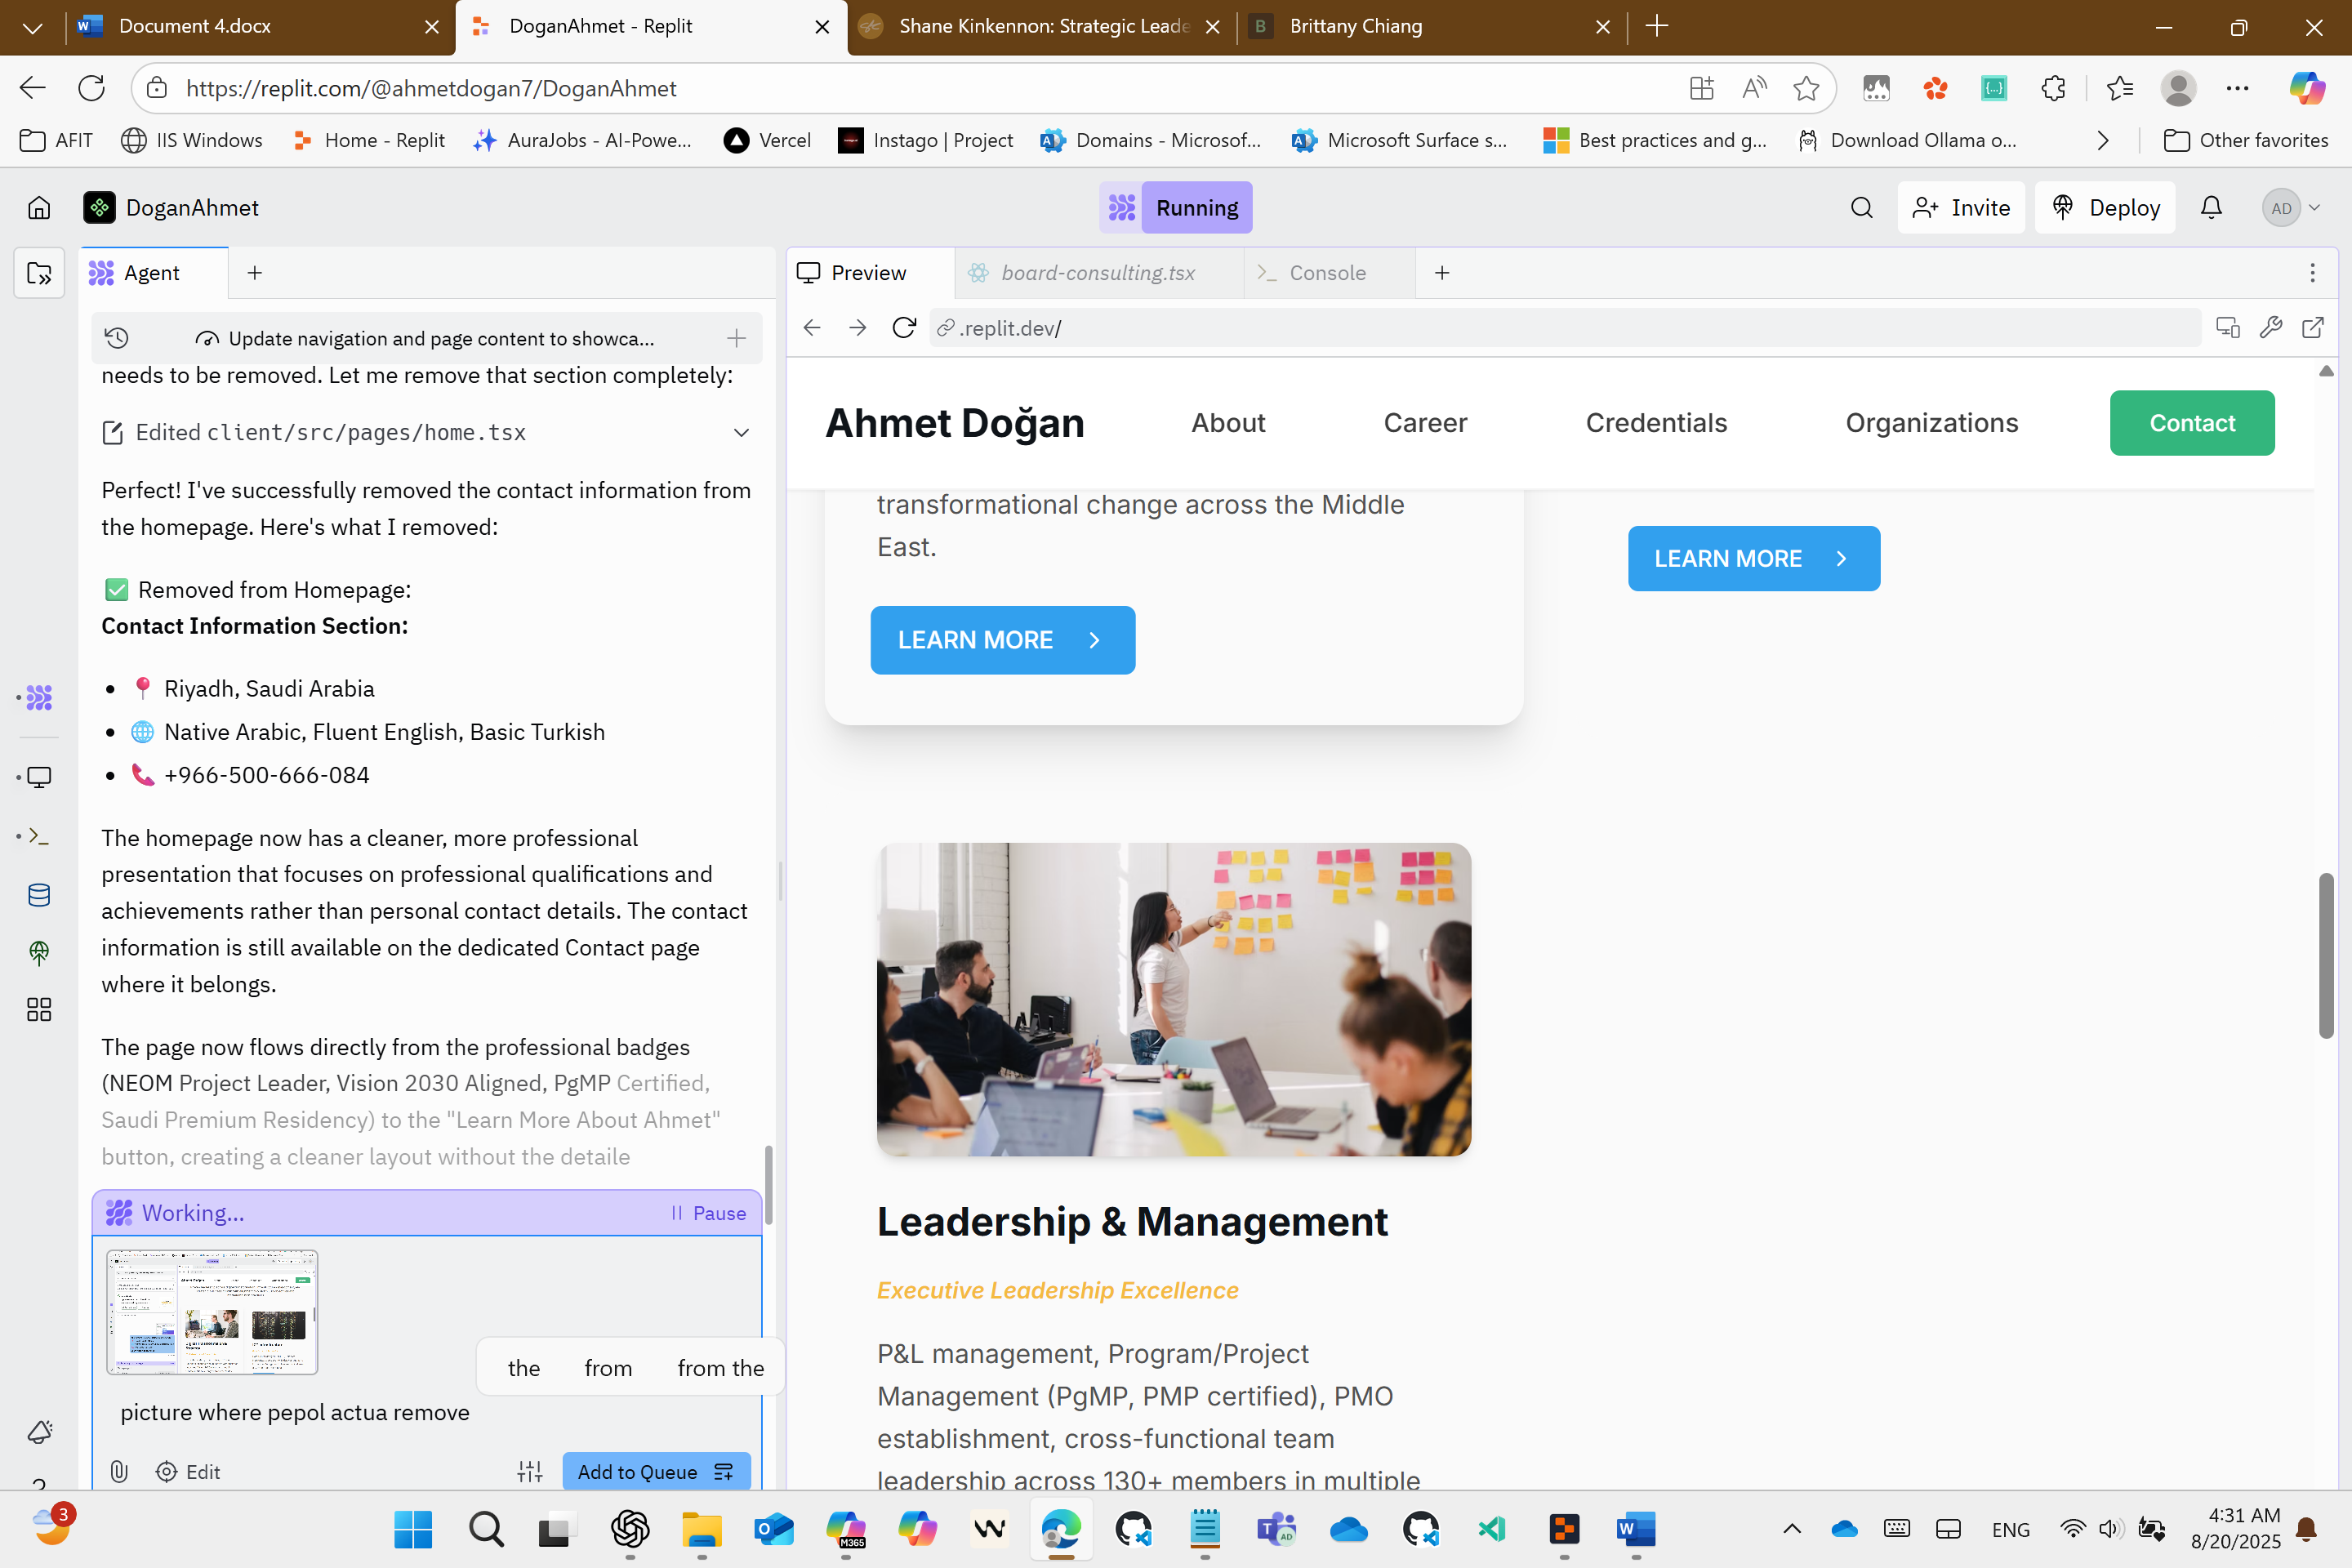 Document 4.docx
DoganAhmet - Replit
Shane Kinkennon: Strategic Leade
B
Brittany Chiang
https://replit.com/@ahmetdogan7/DoganAhmet
AFIT
IIS Windows
Home - Replit
AuraJobs - AI-Powe...
Vercel
Instago | Project
Domains - Microsof...
Microsoft Surface s...
Best practices and g...
Download Ollama o...
Other favorites
DoganAhmet
Running
Invite
Deploy
AD
Agent
Preview
board-consulting.tsx
Console
Update navigation and page content to showca...
.replit.dev/
needs to be removed. Let me remove that section completely:
Edited client/src/pages/home.tsx
Perfect! I've successfully removed the contact information from
the homepage. Here's what I removed:
✅ Removed from Homepage:
Contact Information Section:
• 📍 Riyadh, Saudi Arabia
• 🌐 Native Arabic, Fluent English, Basic Turkish
• 📞 +966-500-666-084
The homepage now has a cleaner, more professional
presentation that focuses on professional qualifications and
achievements rather than personal contact details. The contact
information is still available on the dedicated Contact page
where it belongs.
The page now flows directly from the professional badges
(NEOM Project Leader, Vision 2030 Aligned, PgMP Certified,
Saudi Premium Residency) to the "Learn More About Ahmet"
button, creating a cleaner layout without the detaile
Working...
Pause
the from from the
picture where pepol actua remove
Edit
Add to Queue
Ahmet Doğan
About
Career
Credentials
Organizations
Contact
transformational change across the Middle
East.
LEARN MORE
LEARN MORE
Leadership & Management
Executive Leadership Excellence
P&L management, Program/Project
Management (PgMP, PMP certified), PMO
establishment, cross-functional team
leadership across 130+ members in multiple
3
M365
AD
ENG
4:31 AM
8/20/2025